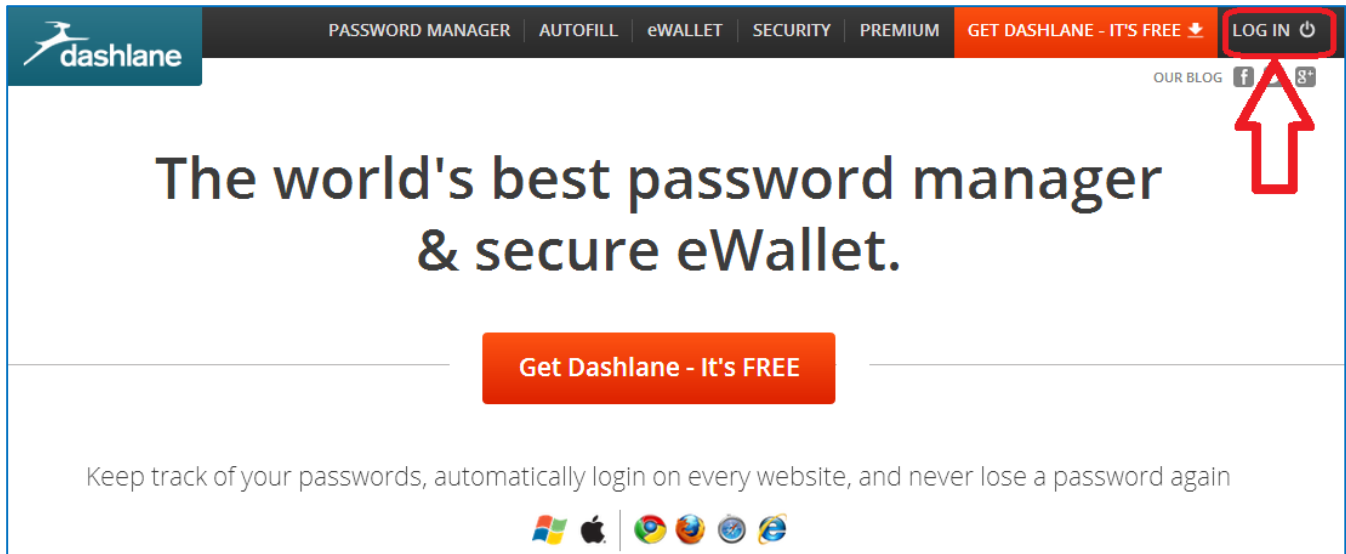 dashlane
PASSWORD MANAGER AUTOFILL eWALLET SECURITY PREMIUM GET DASHLANE - IT'S FREE LOG IN
OUR BLOG f g+
The world's best password manager
& secure eWallet.
Get Dashlane - It's FREE
Keep track of your passwords, automatically login on every website, and never lose a password again